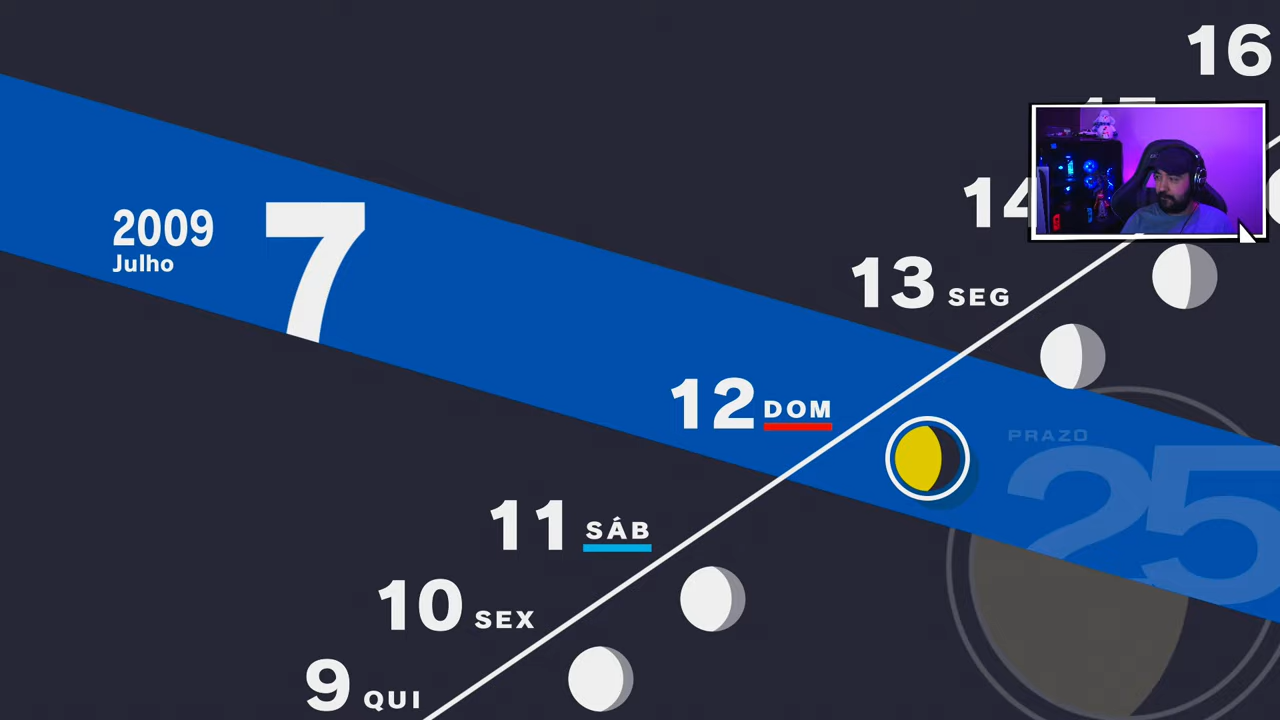 16
14
13 SEG
2009
Julho
7
12 DOM
PRAZO
25
11 SÁB
10 SEX
9 QUI